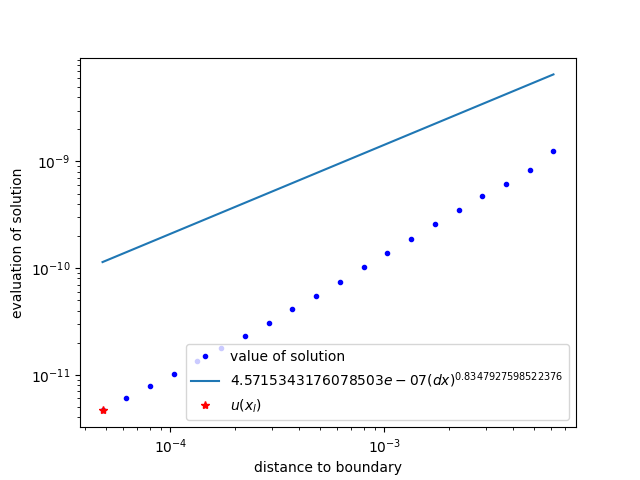 evaluation of solution
10⁻⁹
10⁻¹⁰
10⁻¹¹
value of solution
4.5715343176078503e − 07(dx)^0.8347927598522376
u(x_l)
10⁻⁴
10⁻³
distance to boundary